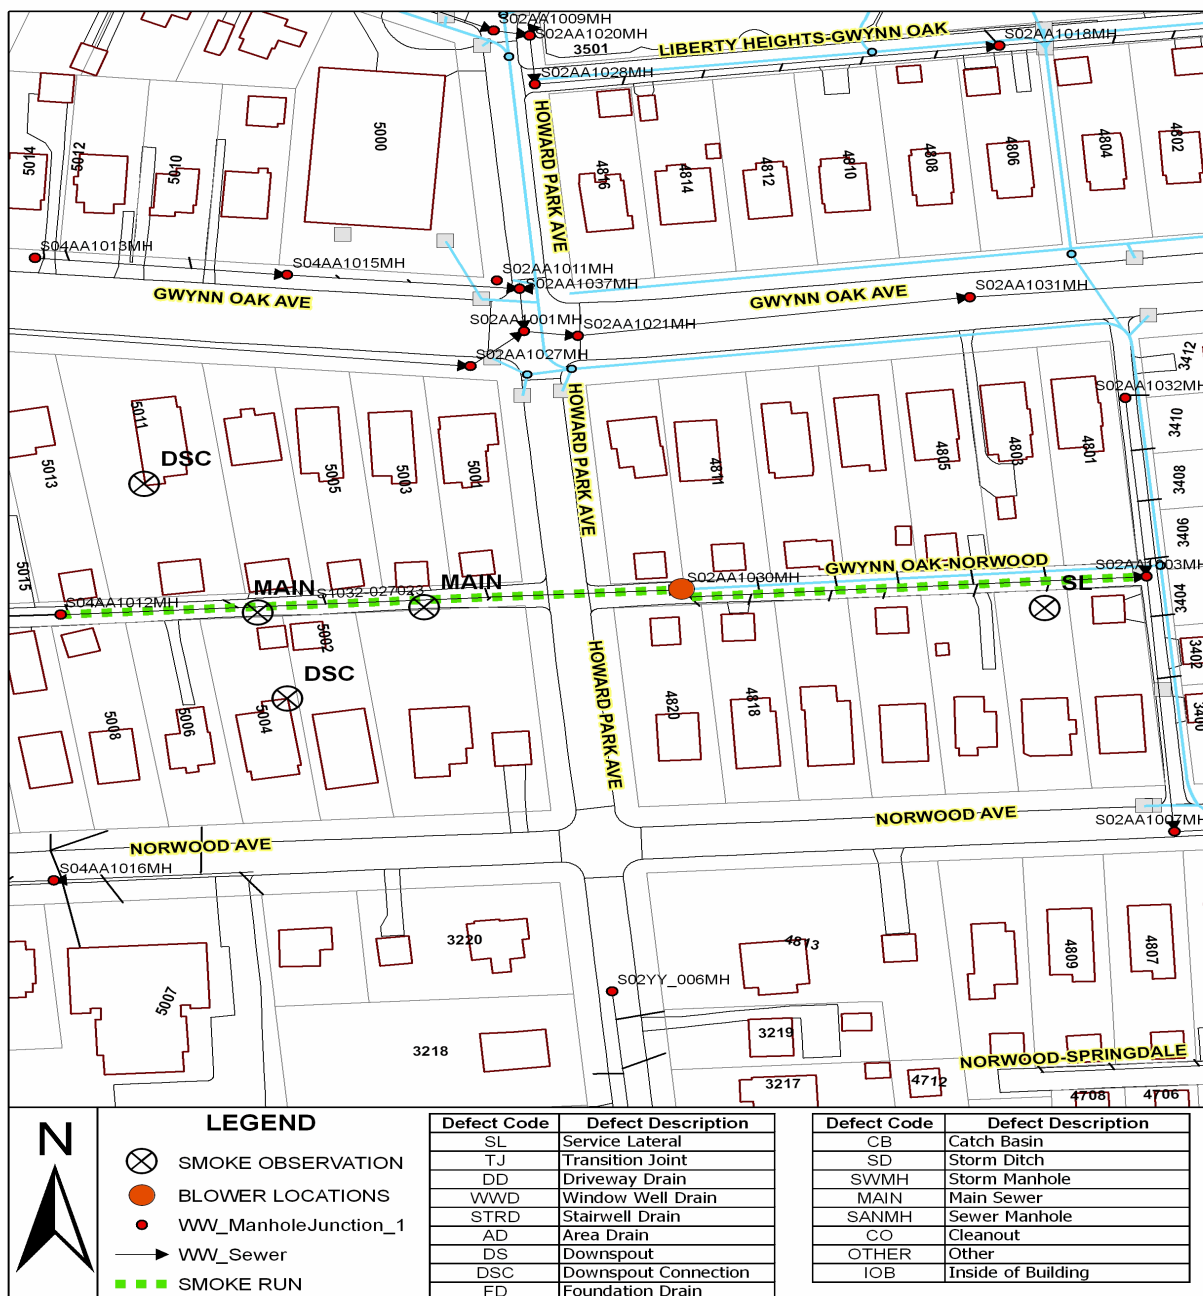 S02AA1009MH
S02AA1020MH
3501
LIBERTY HEIGHTS-GWYNN OAK
S02AA1018MH
S02AA1028MH
HOWARD PARK AVE
5014
5012
5010
5000
4816
4814
4812
4810
4808
4806
4804
4802
S04AA1013MH
S04AA1015MH
S02AA1011MH
S02AA1037MH
GWYNN OAK AVE
GWYNN OAK AVE
S02AA1031MH
S02AA1001MH
S02AA1021MH
S02AA1027MH
3412
S02AA1032MH
HOWARD PARK AVE
5013
5011
DSC
5005
5003
5001
4811
4805
4803
4801
3410
3408
3406
5015
MAIN
S1032-027023
MAIN
S02AA1030MH
GWYNN OAK-NORWOOD
S02AA1003MH
SL
3404
S04AA1012MH
5002
DSC
HOWARD PARK AVE
3402
3400
5008
5006
5004
4820
4818
NORWOOD AVE
NORWOOD AVE
S02AA1007MH
S04AA1016MH
3220
4813
4809
4807
5007
S02YY_006MH
3218
3219
NORWOOD-SPRINGDALE
3217
4712
4708
4706
N
LEGEND
SMOKE OBSERVATION
BLOWER LOCATIONS
WW_ManholeJunction_1
WW_Sewer
SMOKE RUN
Defect Code Defect Description
SL Service Lateral
TJ Transition Joint
DD Driveway Drain
WWD Window Well Drain
STRD Stairwell Drain
AD Area Drain
DS Downspout
DSC Downspout Connection
FD Foundation Drain
Defect Code Defect Description
CB Catch Basin
SD Storm Ditch
SWMH Storm Manhole
MAIN Main Sewer
SANMH Sewer Manhole
CO Cleanout
OTHER Other
IOB Inside of Building